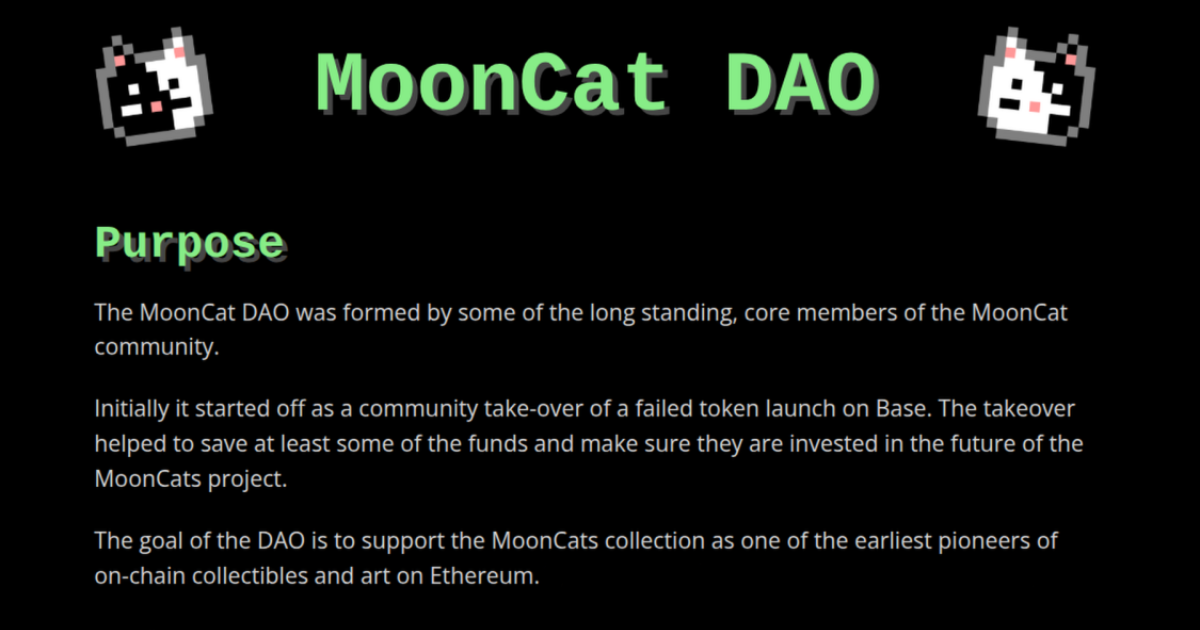 MoonCat DAO
Purpose
The MoonCat DAO was formed by some of the long standing, core members of the MoonCat
community.
Initially it started off as a community take-over of a failed token launch on Base. The takeover
helped to save at least some of the funds and make sure they are invested in the future of the
MoonCats project.
The goal of the DAO is to support the MoonCats collection as one of the earliest pioneers of
on-chain collectibles and art on Ethereum.